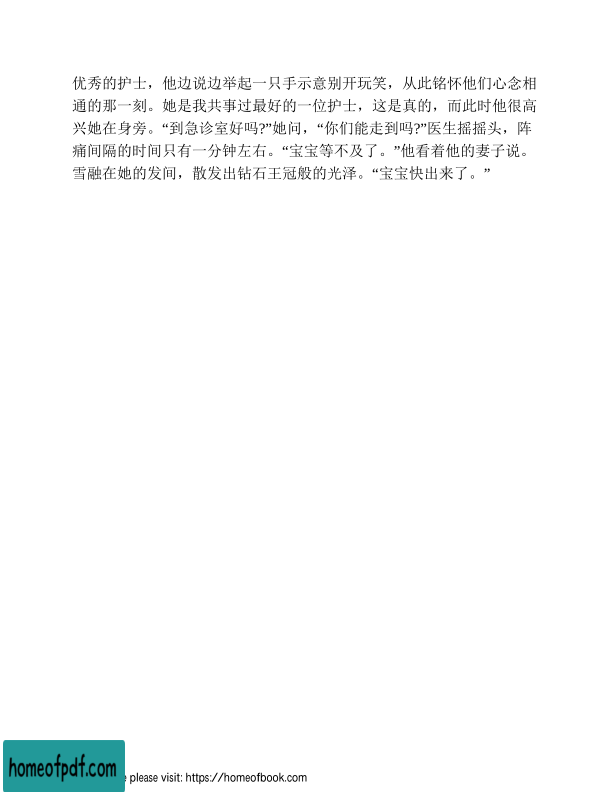 优秀的护士，他边说边举起一只手示意别开玩笑，从此铭怀他们心念相
通的那一刻。她是我共事过最好的一位护士，这是真的，而此时他很高
兴她在身旁。“到急诊室好吗?”她问，“你们能走到吗?”医生摇摇头，阵
痛间隔的时间只有一分钟左右。“宝宝等不及了。”他看着他的妻子说。
雪融在她的发间，散发出钻石王冠般的光泽。“宝宝快出来了。”
homeofpdf.com
please visit: https://homeofbook.com